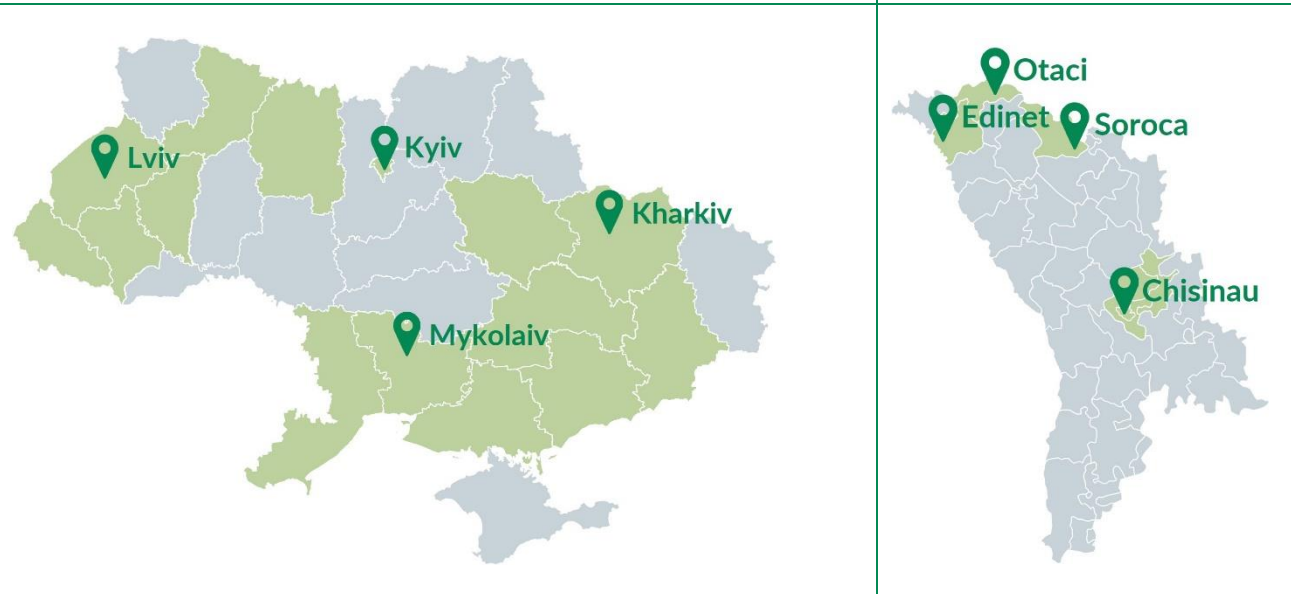 Lviv
Kyiv
Kharkiv
Mykolaiv
Otaci
Edinet
Soroca
Chisinau